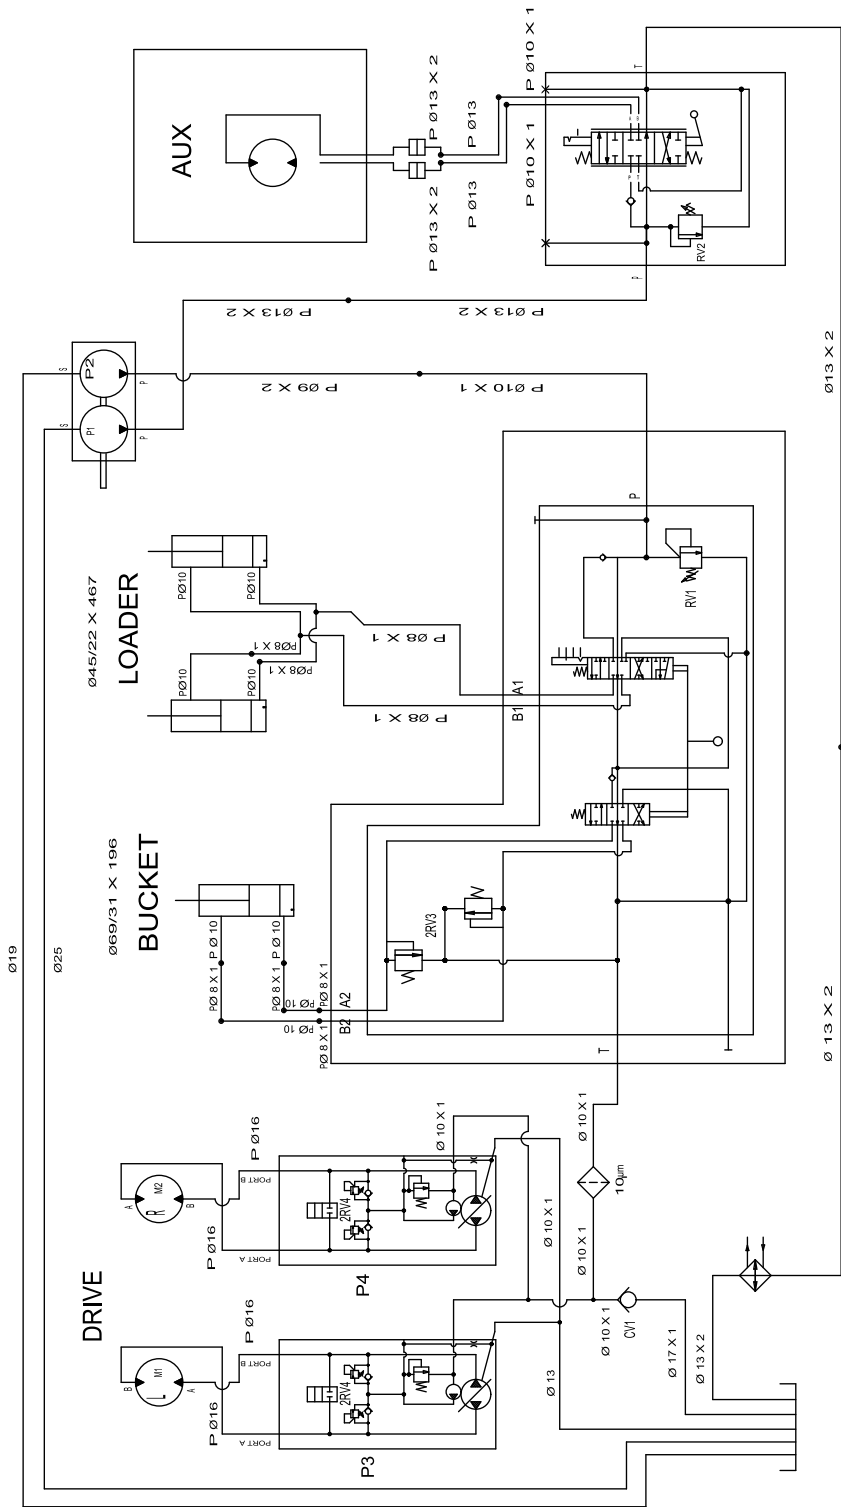 AUX
P Ø13 X 2
P Ø13 X 2
P Ø13
P Ø13
P Ø10 X 1
P Ø10 X 1
T
RV2
P
P Ø13 X 2
P Ø13 X 2
Ø13 X 2
S
P2
P
S
P1
P
P Ø9 X 2
P Ø10 X 1
P
RV1
Ø45/22 X 467
LOADER
PØ10
PØ10
PØ10
PØ10
PØ8 X 1
PØ8 X 1
P Ø8 X 1
P Ø8 X 1
A1
B1
Ø69/31 X 196
BUCKET
PØ 8 X 1
P Ø 10
PØ 8 X 1
P Ø 10
PØ 10
PØ 10
PØ 8 X 1
PØ 8 X 1
A2
B2
2RV3
T
Ø19
Ø25
Ø 13 X 2
DRIVE
A
R
M2
B
P Ø16
P Ø16
PORT B
PORT A
2RV4
P4
Ø 10 X 1
Ø 10 X 1
Ø 10 X 1
10µm
Ø 10 X 1
B
L
M1
A
P Ø16
P Ø16
PORT B
PORT A
2RV4
P3
Ø 13
Ø 10 X 1
CV1
Ø 17 X 1
Ø 13 X 2